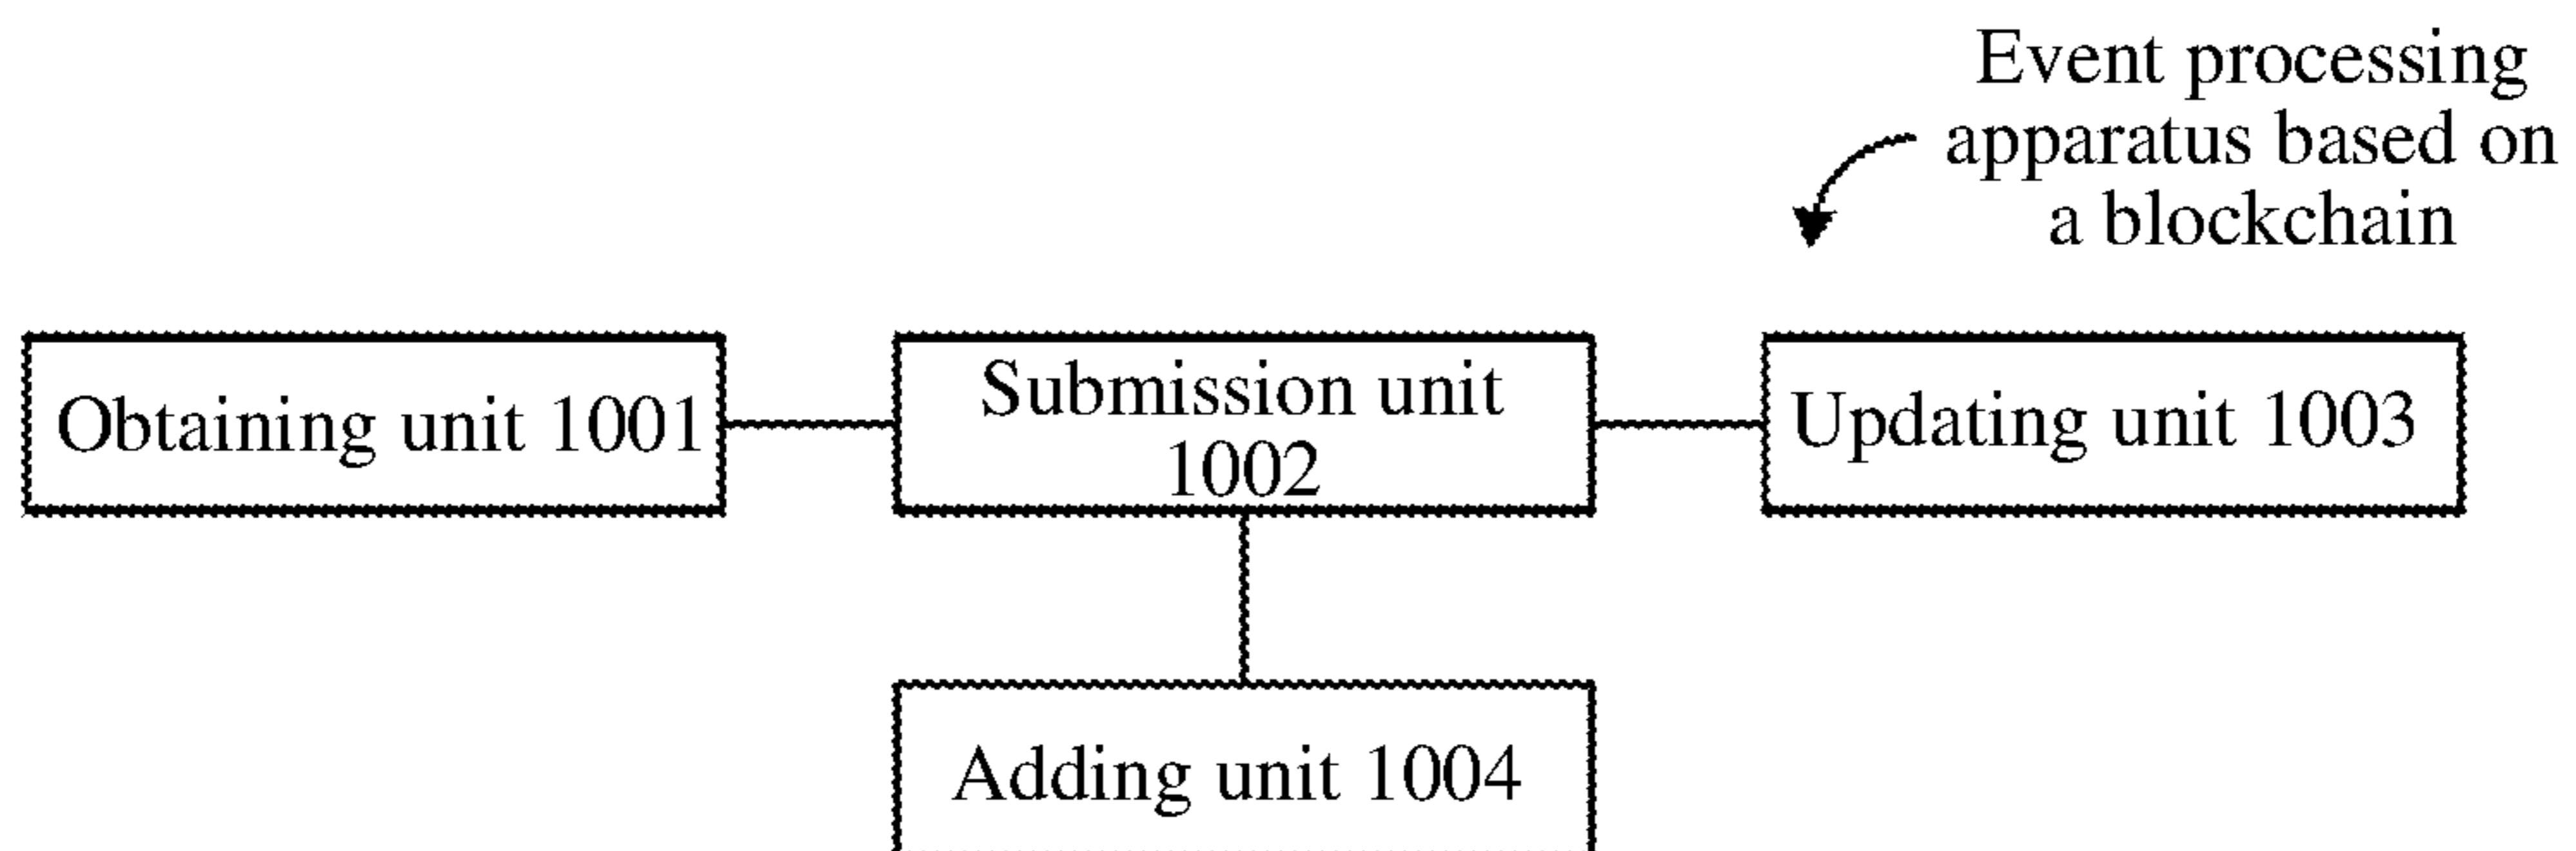 Event processing
apparatus based on
a blockchain
Obtaining unit 1001
Submission unit
1002
Updating unit 1003
Adding unit 1004